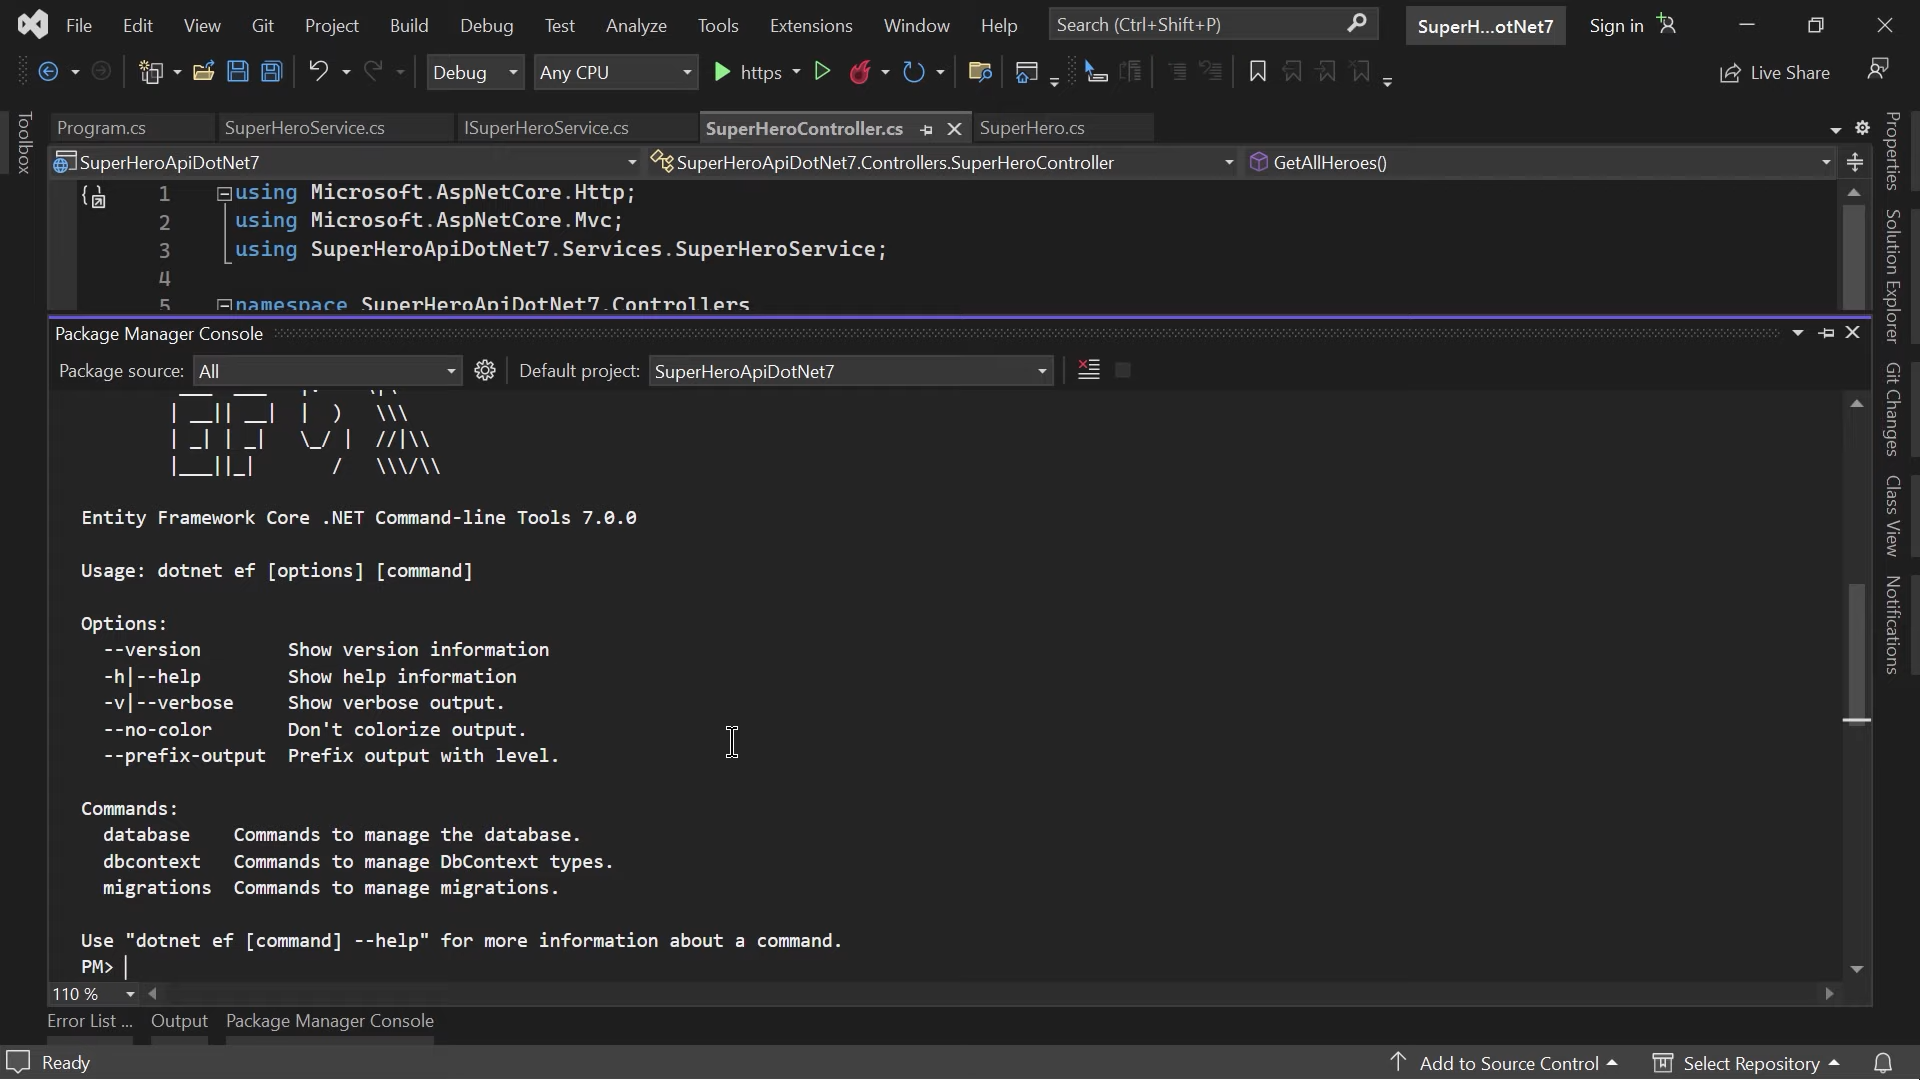 File Edit View Git Project Build Debug Test Analyze Tools Extensions Window Help Search (Ctrl+Shift+P) SuperH...otNet7 Sign in
Debug Any CPU https Live Share
Toolbox
Program.cs SuperHeroService.cs ISuperHeroService.cs SuperHeroController.cs SuperHero.cs
SuperHeroApiDotNet7 SuperHeroApiDotNet7.Controllers.SuperHeroController GetAllHeroes()
1 using Microsoft.AspNetCore.Http;
2 using Microsoft.AspNetCore.Mvc;
3 using SuperHeroApiDotNet7.Services.SuperHeroService;
4
5 namespace SuperHeroApiDotNet7.Controllers
Package Manager Console
Package source: All Default project: SuperHeroApiDotNet7
| __|| __|  |  )  \\\
| _| | _|  \_/ |  //|\\
|___||_|       /   \\\/\\
Entity Framework Core .NET Command-line Tools 7.0.0
Usage: dotnet ef [options] [command]
Options:
--version Show version information
-h|--help Show help information
-v|--verbose Show verbose output.
--no-color Don't colorize output.
--prefix-output Prefix output with level.
Commands:
database Commands to manage the database.
dbcontext Commands to manage DbContext types.
migrations Commands to manage migrations.
Use "dotnet ef [command] --help" for more information about a command.
PM>
110 %
Error List ... Output Package Manager Console
Ready Add to Source Control Select Repository
Properties
Solution Explorer
Git Changes
Class View
Notifications